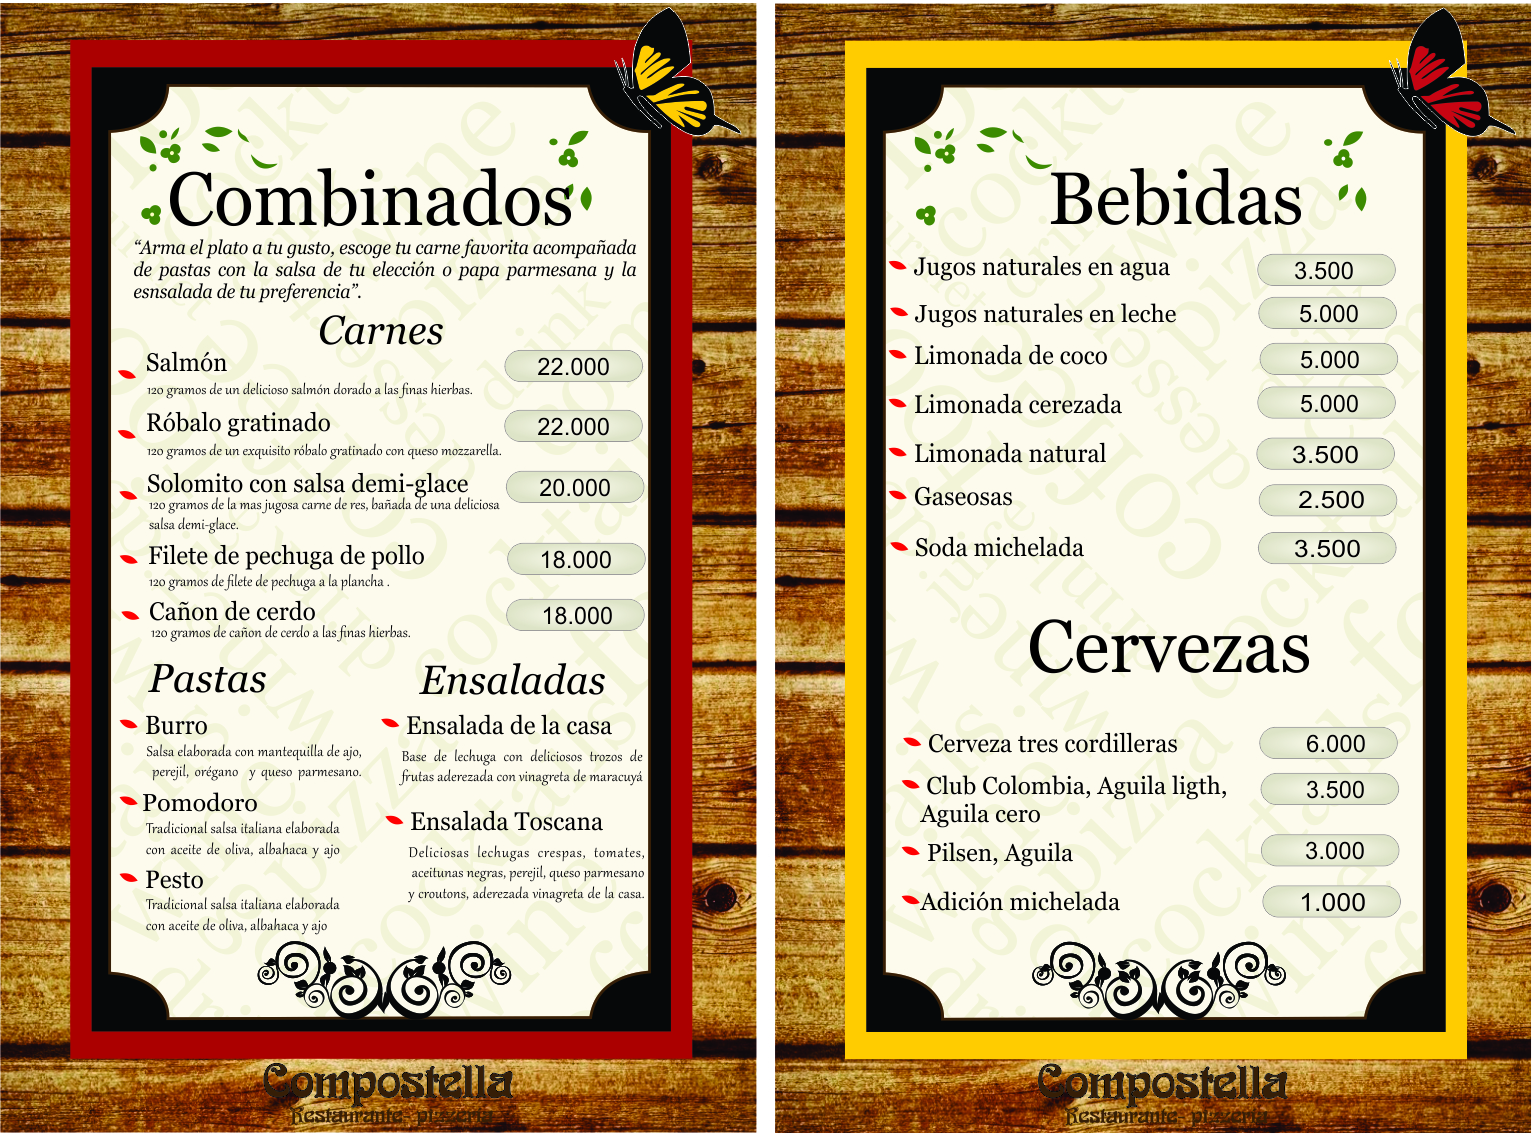 Combinados
“Arma el plato a tu gusto, escoge tu carne favorita acompañada
de pastas con la salsa de tu elección o papa parmesana y la
esnsalada de tu preferencia”.
Carnes
Salmón 22.000
120 gramos de un delicioso salmón dorado a las finas hierbas.
Róbalo gratinado 22.000
120 gramos de un exquisito róbalo gratinado con queso mozzarella.
Solomito con salsa demi-glace 20.000
120 gramos de la mas jugosa carne de res, bañada de una deliciosa
salsa demi-glace.
Filete de pechuga de pollo 18.000
120 gramos de filete de pechuga a la plancha .
Cañon de cerdo 18.000
120 gramos de cañon de cerdo a las finas hierbas.
Pastas
Burro
Salsa elaborada con mantequilla de ajo,
perejil, orégano y queso parmesano.
Pomodoro
Tradicional salsa italiana elaborada
con aceite de oliva, albahaca y ajo
Pesto
Tradicional salsa italiana elaborada
con aceite de oliva, albahaca y ajo
Ensaladas
Ensalada de la casa
Base de lechuga con deliciosos trozos de
frutas aderezada con vinagreta de maracuyá
Ensalada Toscana
Deliciosas lechugas crespas, tomates,
aceitunas negras, perejil, queso parmesano
y croutons, aderezada vinagreta de la casa.
Compostella
Restaurante pizzería
Bebidas
Jugos naturales en agua 3.500
Jugos naturales en leche 5.000
Limonada de coco 5.000
Limonada cerezada 5.000
Limonada natural 3.500
Gaseosas 2.500
Soda michelada 3.500
Cervezas
Cerveza tres cordilleras 6.000
Club Colombia, Aguila ligth, 3.500
Aguila cero
Pilsen, Aguila 3.000
Adición michelada 1.000
Compostella
Restaurante pizzería